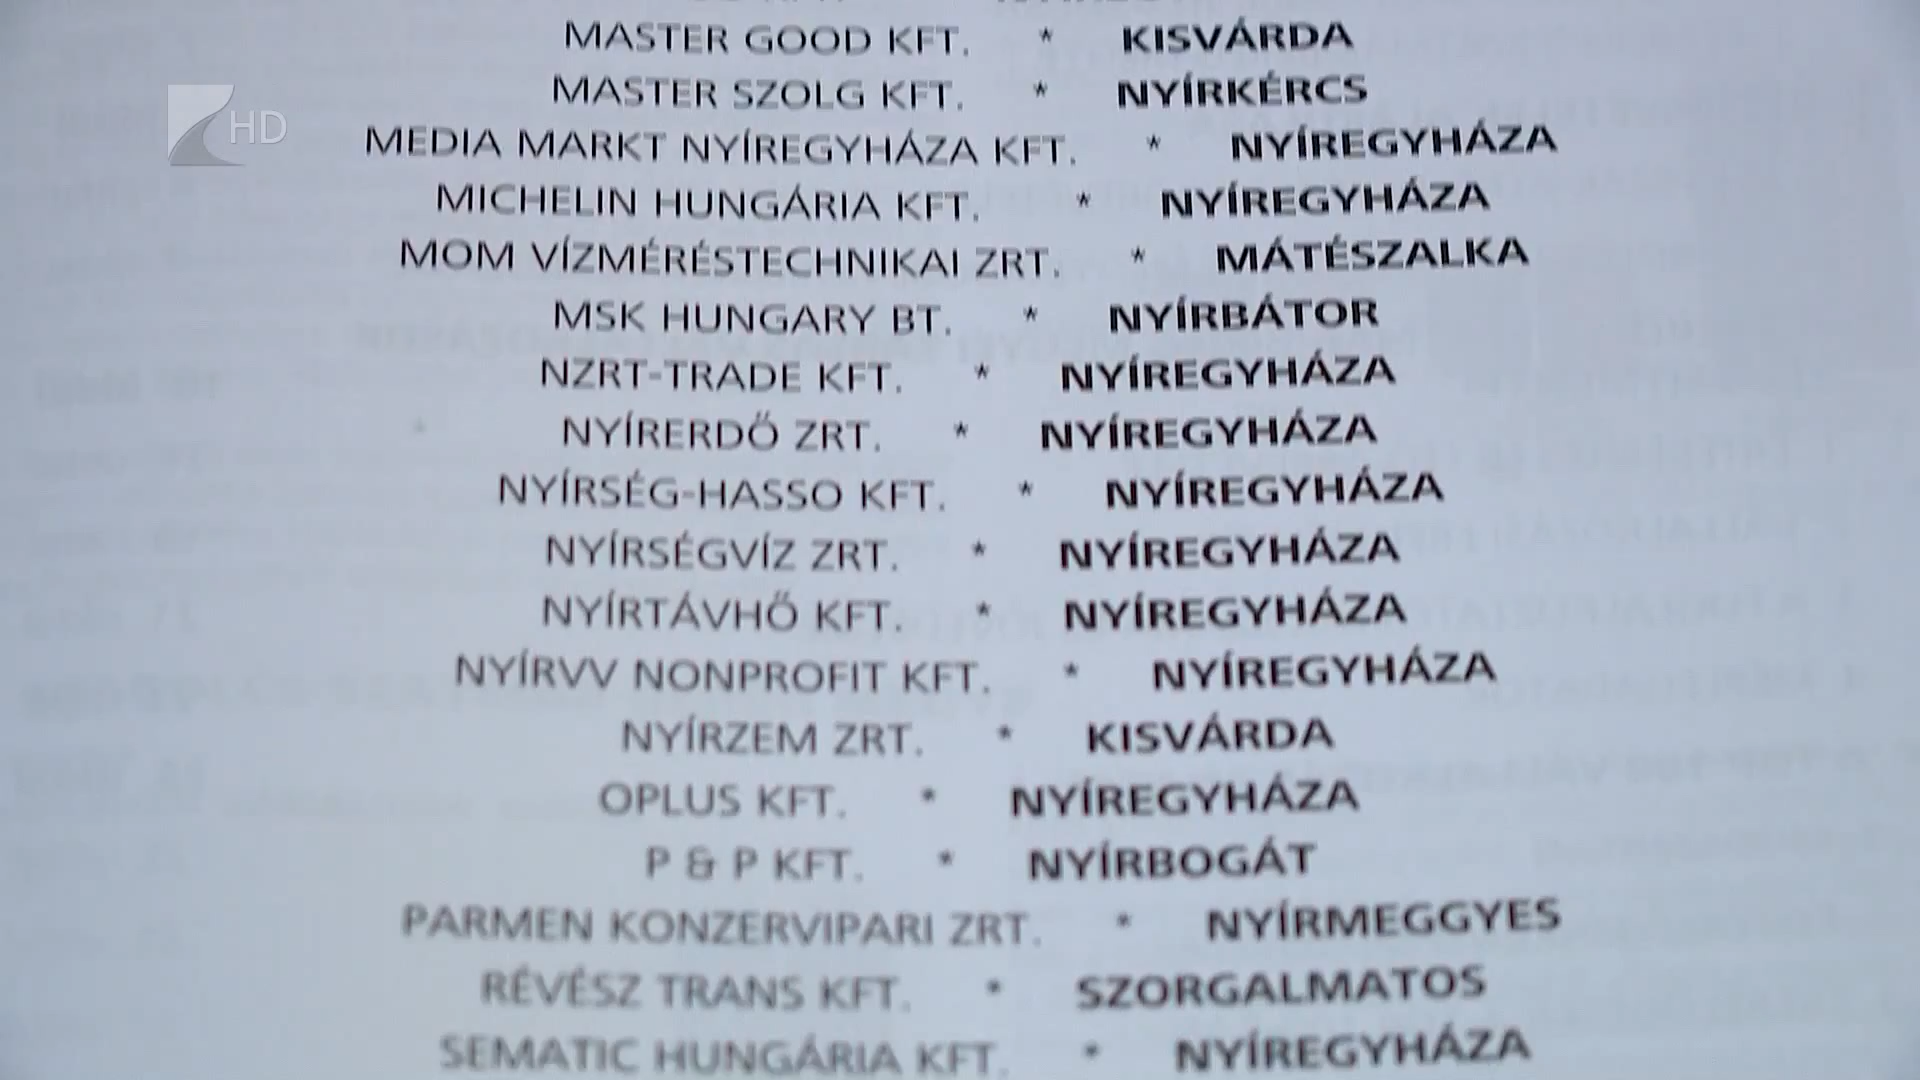 MASTER GOOD KFT. * KISVÁRDA
MASTER SZOLG KFT. * NYÍRKÉRCS
HD
MEDIA MARKT NYÍREGYHÁZA KFT. * NYÍREGYHÁZA
MICHELIN HUNGÁRIA KFT. * NYÍREGYHÁZA
MOM VÍZMÉRÉSTECHNIKAI ZRT. * MÁTÉSZALKA
MSK HUNGARY BT. * NYÍRBÁTOR
NZRT-TRADE KFT. * NYÍREGYHÁZA
NYÍRERDŐ ZRT. * NYÍREGYHÁZA
NYÍRSÉG-HASSO KFT. * NYÍREGYHÁZA
NYÍRSÉGVÍZ ZRT. * NYÍREGYHÁZA
NYÍRTÁVHŐ KFT. * NYÍREGYHÁZA
NYÍRVV NONPROFIT KFT. * NYÍREGYHÁZA
NYÍRZEM ZRT. * KISVÁRDA
OPLUS KFT. * NYÍREGYHÁZA
P & P KFT. * NYÍRBOGÁT
PARMEN KONZERVIPARI ZRT. * NYÍRMEGGYES
RÉVÉSZ TRANS KFT. * SZORGALMATOS
SEMATIC HUNGÁRIA KFT. * NYÍREGYHÁZA